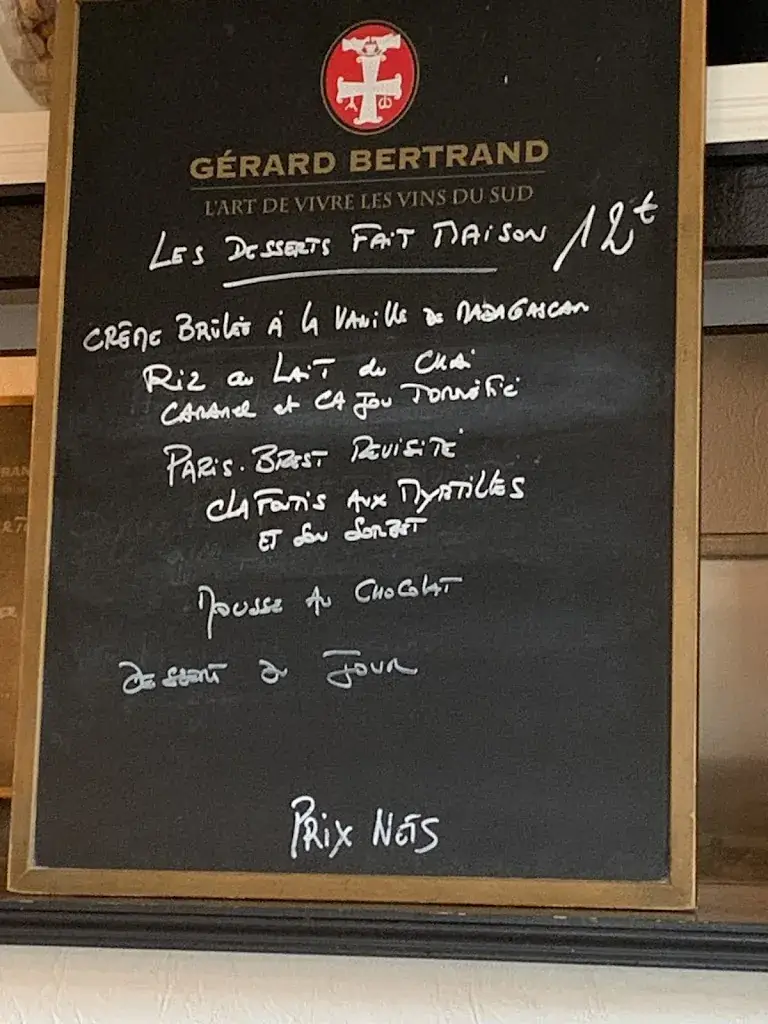 GÉRARD BERTRAND
L'ART DE VIVRE LES VINS DU SUD
LES DESSERTS FAIT MAISON 12€
CRÈME BRÛLÉE À LA VANILLE DE MADAGASCAR
RIZ au LAIT du CHAI
CARAMEL et CAJOU TORRÉFIÉ
PARIS-BREST REVISITÉ
CLAFOUTIS AUX MYRTILLES
ET SON SORBET
MOUSSE AU CHOCOLAT
DESSERT DU JOUR
PRIX NETS